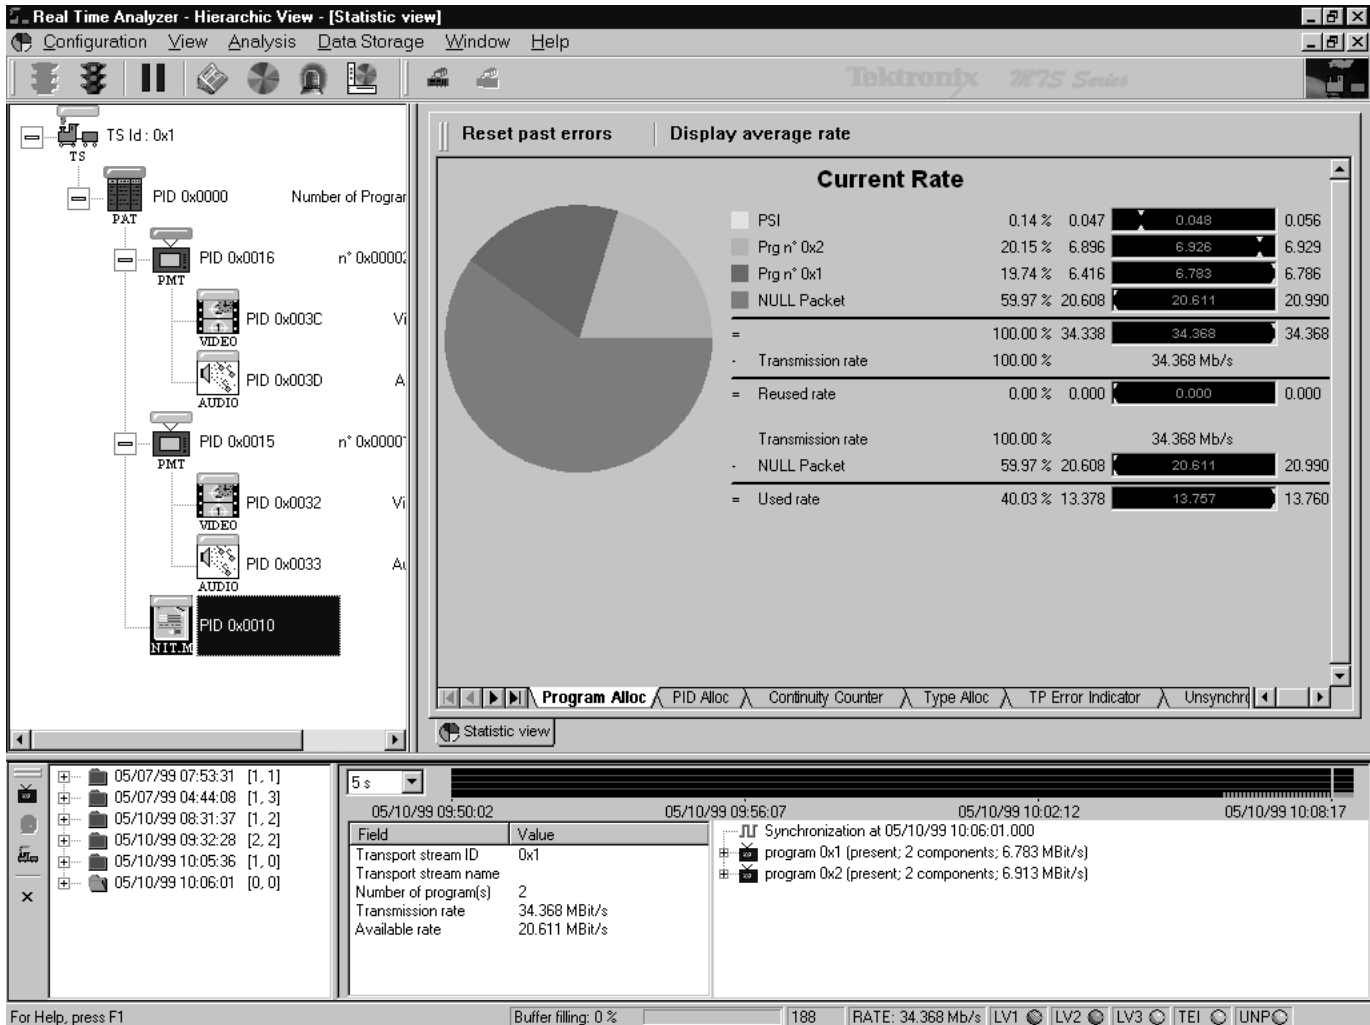 Real Time Analyzer - Hierarchic View - [Statistic view]
Configuration View Analysis Data Storage Window Help
Tektronix MTS Series
TS Id : 0x1
TS
PID 0x0000 Number of Program
PAT
PID 0x0016 n° 0x00002
PMT
PID 0x003C Vi
VIDEO
PID 0x003D A
AUDIO
PID 0x0015 n° 0x00001
PMT
PID 0x0032 Vi
VIDEO
PID 0x0033 Au
AUDIO
PID 0x0010
NIT.M
Reset past errors Display average rate
Current Rate
PSI 0.14 % 0.047 0.048 0.056
Prg n° 0x2 20.15 % 6.896 6.926 6.929
Prg n° 0x1 19.74 % 6.416 6.783 6.786
NULL Packet 59.97 % 20.608 20.611 20.990
= 100.00 % 34.338 34.368 34.368
- Transmission rate 100.00 % 34.368 Mb/s
= Reused rate 0.00 % 0.000 0.000 0.000
Transmission rate 100.00 % 34.368 Mb/s
- NULL Packet 59.97 % 20.608 20.611 20.990
= Used rate 40.03 % 13.378 13.757 13.760
Program Alloc PID Alloc Continuity Counter Type Alloc TP Error Indicator Unsynchr
Statistic view
05/07/99 07:53:31 [1, 1]
05/07/99 04:44:08 [1, 3]
05/10/99 08:31:37 [1, 2]
05/10/99 09:32:28 [2, 2]
05/10/99 10:05:36 [1, 0]
05/10/99 10:06:01 [0, 0]
5 s
05/10/99 09:50:02 05/10/99 09:56:07 05/10/99 10:02:12 05/10/99 10:08:17
Field Value
Transport stream ID 0x1
Transport stream name
Number of program(s) 2
Transmission rate 34.368 MBit/s
Available rate 20.611 MBit/s
Synchronization at 05/10/99 10:06:01.000
program 0x1 (present; 2 components; 6.783 MBit/s)
program 0x2 (present; 2 components; 6.913 MBit/s)
For Help, press F1 Buffer filling: 0 % 188 RATE: 34.368 Mb/s LV1 LV2 LV3 TEI UNP